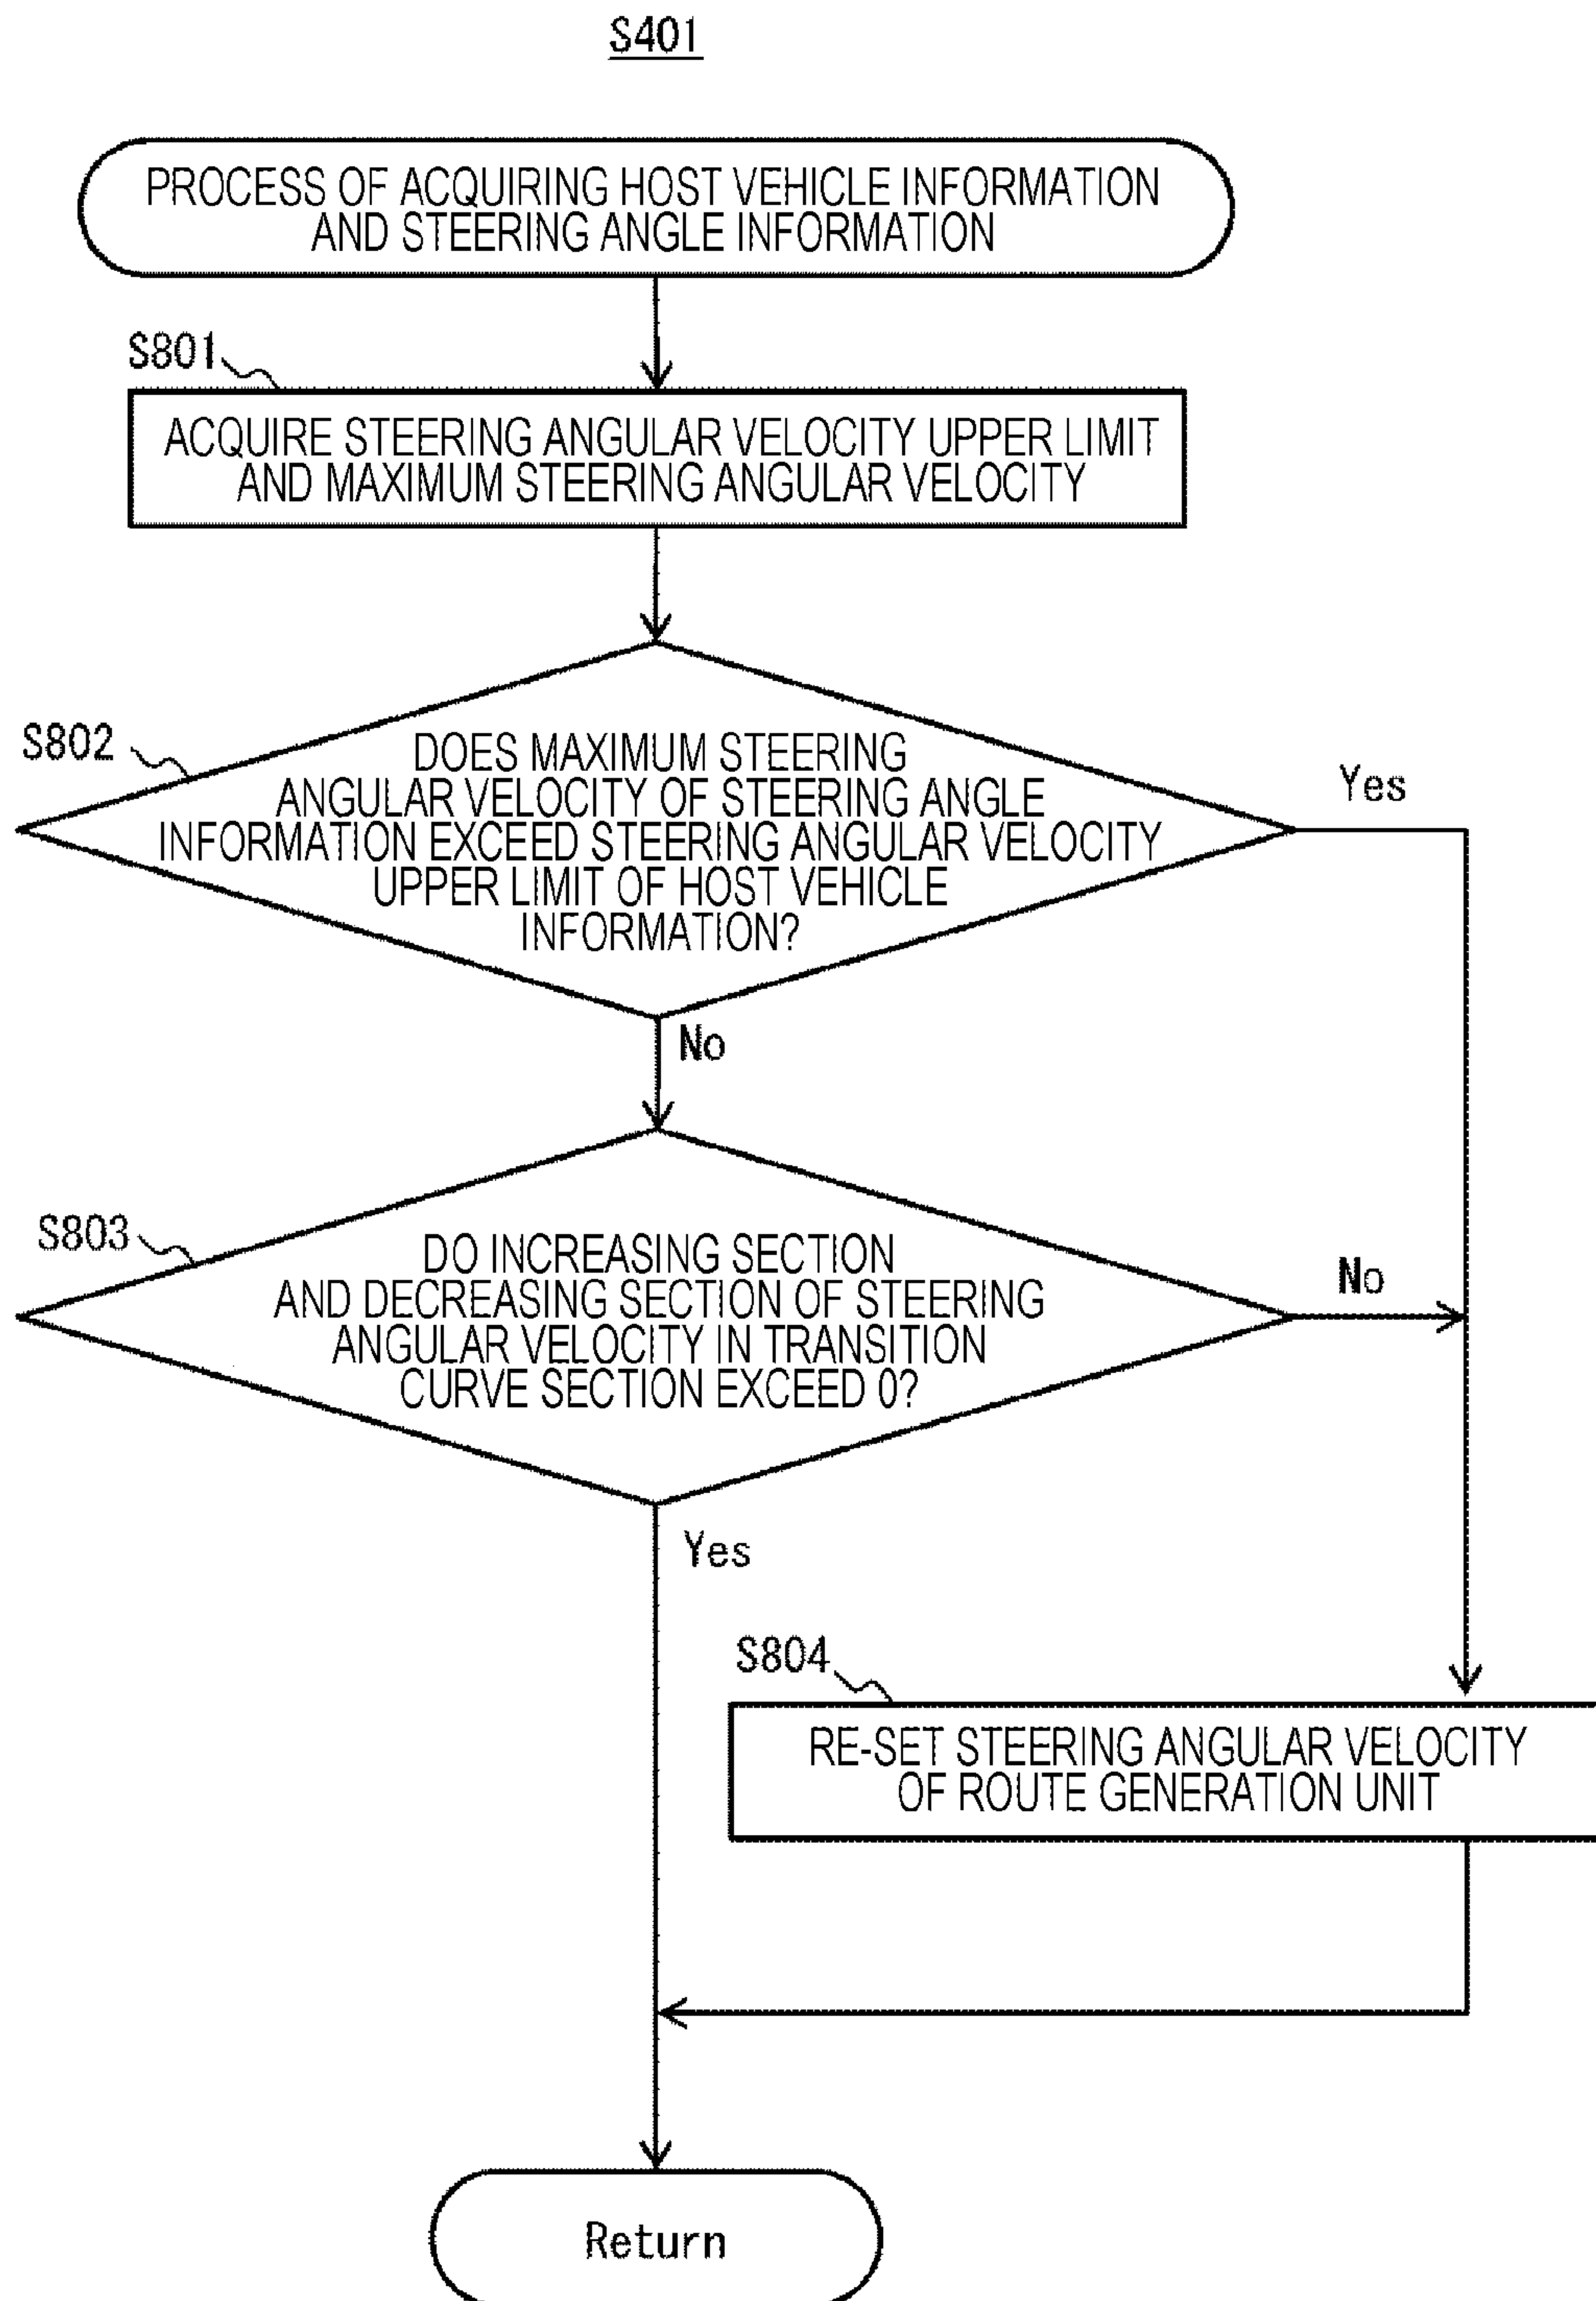 S401
PROCESS OF ACQUIRING HOST VEHICLE INFORMATION
AND STEERING ANGLE INFORMATION
S801
ACQUIRE STEERING ANGULAR VELOCITY UPPER LIMIT
AND MAXIMUM STEERING ANGULAR VELOCITY
S802
DOES MAXIMUM STEERING
ANGULAR VELOCITY OF STEERING ANGLE
INFORMATION EXCEED STEERING ANGULAR VELOCITY
UPPER LIMIT OF HOST VEHICLE
INFORMATION?
Yes
No
S803
DO INCREASING SECTION
AND DECREASING SECTION OF STEERING
ANGULAR VELOCITY IN TRANSITION
CURVE SECTION EXCEED 0?
No
Yes
S804
RE-SET STEERING ANGULAR VELOCITY
OF ROUTE GENERATION UNIT
Return